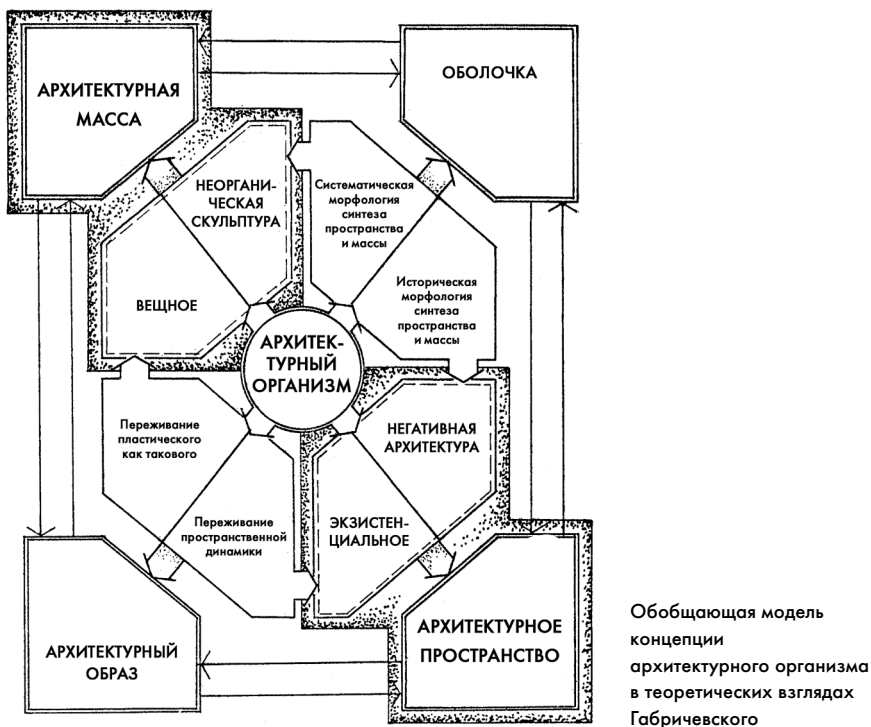 АРХИТЕКТУРНАЯ
МАССА
ОБОЛОЧКА
НЕОРГАНИ-
ЧЕСКАЯ
СКУЛЬПТУРА
Систематическая
морфология
синтеза
пространства
и массы
ВЕЩНОЕ
Историческая
морфология
синтеза
пространства
и массы
АРХИТЕК-
ТУРНЫЙ
ОРГАНИЗМ
Переживание
пластического
как такового
НЕГАТИВНАЯ
АРХИТЕКТУРА
Переживание
пространственной
динамики
ЭКЗИСТЕН-
ЦИАЛЬНОЕ
АРХИТЕКТУРНЫЙ
ОБРАЗ
АРХИТЕКТУРНОЕ
ПРОСТРАНСТВО
Обобщающая модель
концепции
архитектурного организма
в теоретических взглядах
Габричевского